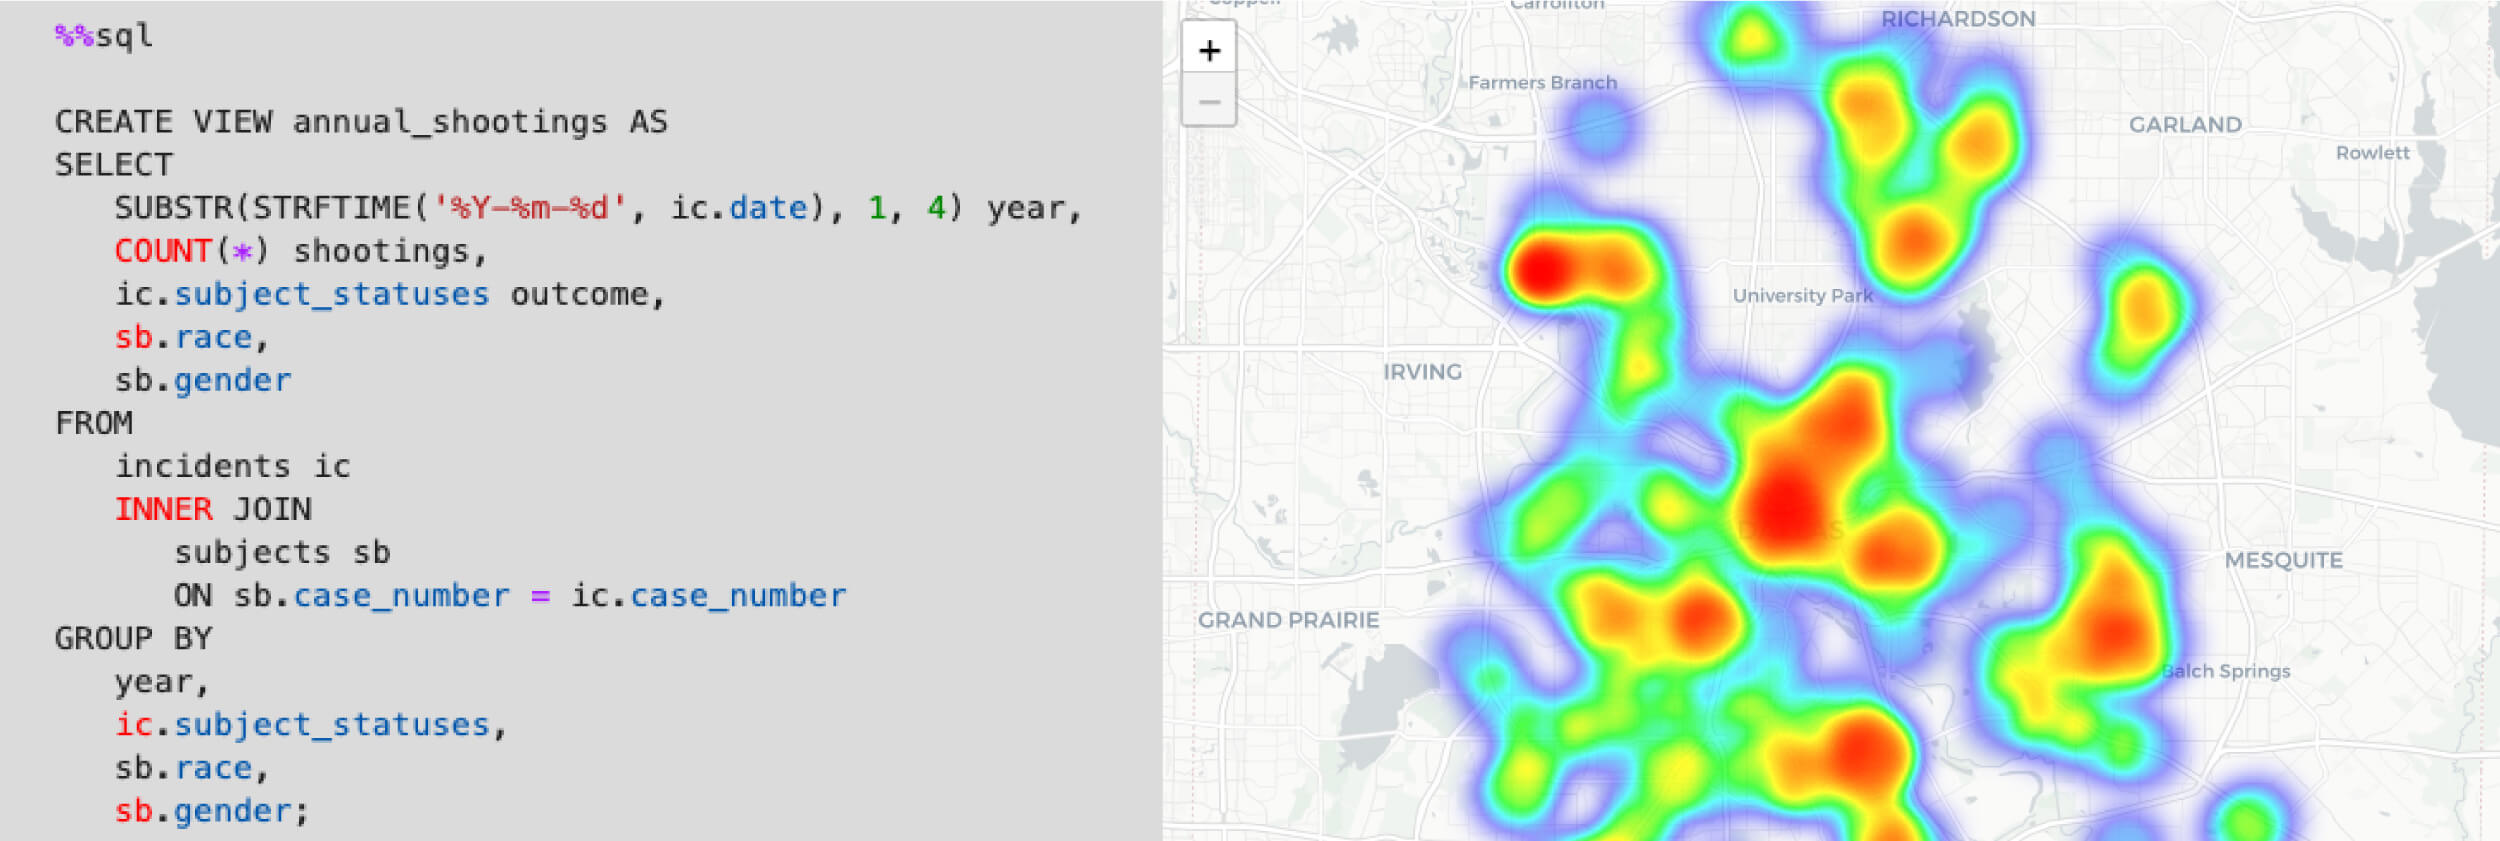 %%sql
CREATE VIEW annual_shootings AS
SELECT
SUBSTR(STRFTIME('%Y-%m-%d', ic.date), 1, 4) year,
COUNT(*) shootings,
ic.subject_statuses outcome,
sb.race,
sb.gender
FROM
incidents ic
INNER JOIN
subjects sb
ON sb.case_number = ic.case_number
GROUP BY
year,
ic.subject_statuses,
sb.race,
sb.gender;
+
−
Coppell
Carrollton
RICHARDSON
Farmers Branch
GARLAND
Rowlett
University Park
IRVING
MESQUITE
GRAND PRAIRIE
Balch Springs